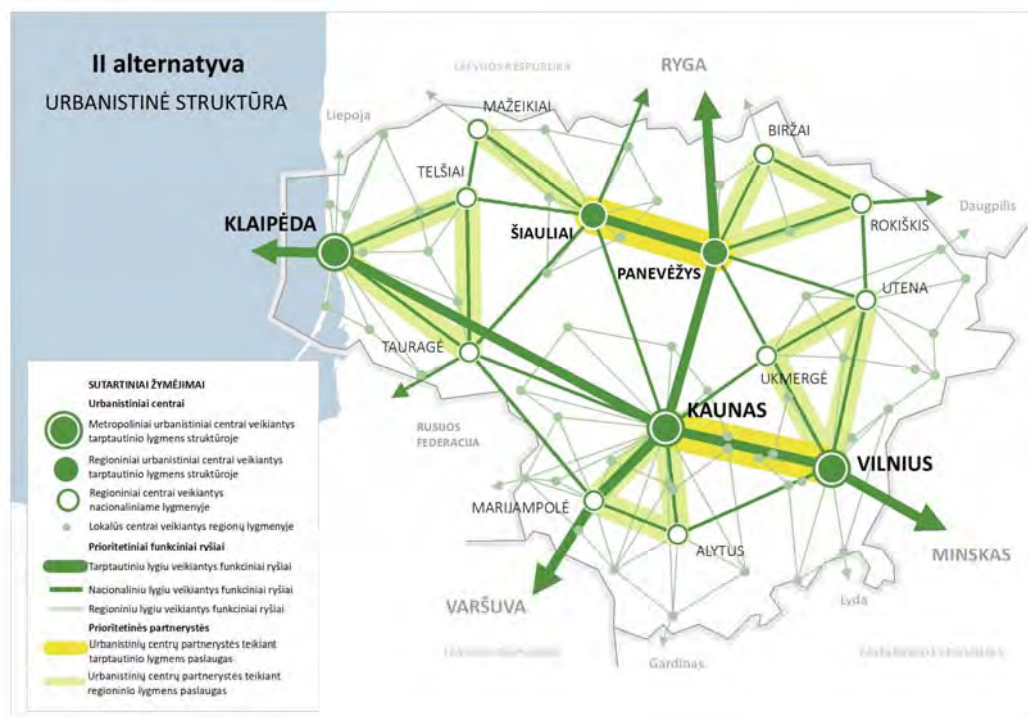 II alternatyva
URBANISTINĖ STRUKTŪRA
RYGA
MAŽEIKIAI
Liepoja
BIRŽAI
TELŠIAI
KLAIPĖDA
ŠIAULIAI
ROKIŠKIS
Daugpilis
PANEVĖŽYS
UTENA
TAURAGĖ
UKMERGĖ
KAUNAS
RUSIJOS
FEDERACIJA
VILNIUS
MARIJAMPOLĖ
ALYTUS
MINSKAS
VARŠUVA
Lyda
Gardinas
SUTARTINIAI ŽYMĖJIMAI
Urbanistiniai centrai
Metropoliniai urbanistiniai centrai veikiantys
tarptautinio lygmens struktūroje
Regioniniai urbanistiniai centrai veikiantys
tarptautinio lygmens struktūroje
Regioniniai centrai veikiantys
nacionaliniame lygmenyje
Lokalūs centrai veikiantys regionų lygmenyje
Prioritetiniai funkciniai ryšiai
Tarptautiniu lygiu veikiantys funkciniai ryšiai
Nacionaliniu lygiu veikiantys funkciniai ryšiai
Regioniniu lygiu veikiantys funkciniai ryšiai
Prioritetinės partnerystės
Urbanistinių centrų partnerystės teikiant
tarptautinio lygmens paslaugas
Urbanistinių centrų partnerystės teikiant
regioninio lygmens paslaugas